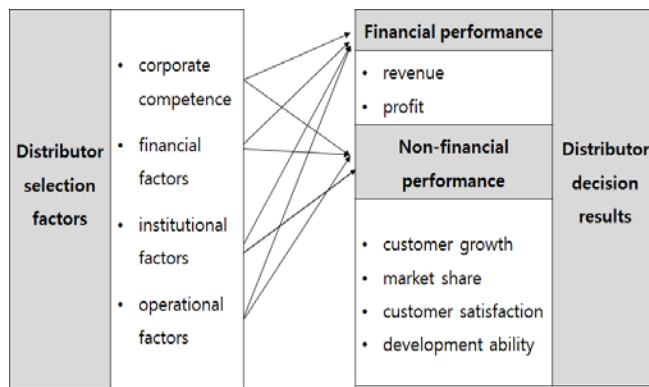 Distributor
selection
factors
• corporate
competence
• financial
factors
• institutional
factors
• operational
factors
Financial performance
• revenue
• profit
Non-financial
performance
• customer growth
• market share
• customer satisfaction
• development ability
Distributor
decision
results